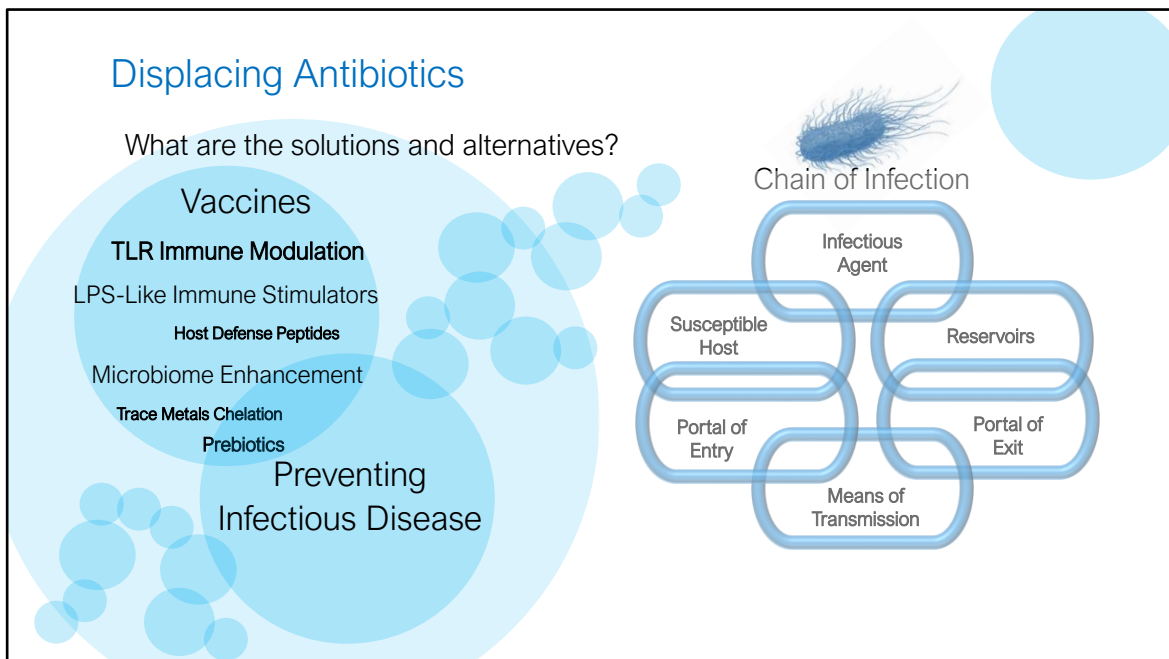 Displacing Antibiotics
What are the solutions and alternatives?
Vaccines
TLR Immune Modulation
LPS-Like Immune Stimulators
Host Defense Peptides
Microbiome Enhancement
Trace Metals Chelation
Prebiotics
Preventing
Infectious Disease
Chain of Infection
Infectious
Agent
Susceptible
Host
Reservoirs
Portal of
Entry
Portal of
Exit
Means of
Transmission